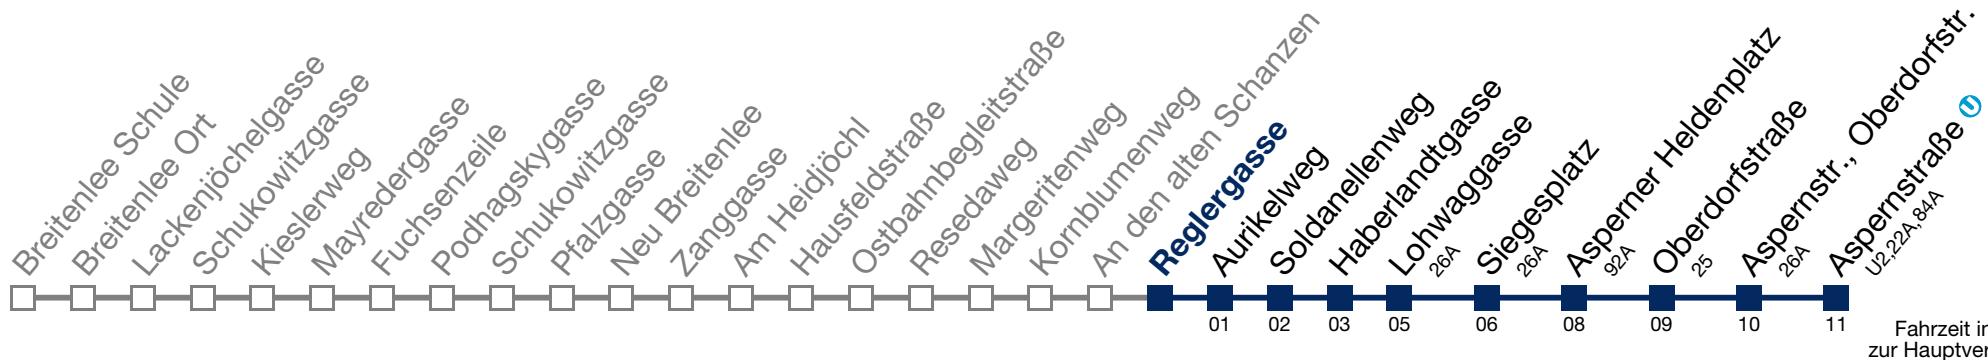 Breitenlee Schule
Breitenlee Ort
Lackenjöchelgasse
Schukowitzgasse
Kieslerweg
Mayredergasse
Fuchsenzeile
Podhagskygasse
Schukowitzgasse
Pfalzgasse
Neu Breitenlee
Zanggasse
Am Heidjöchl
Hausfeldstraße
Ostbahnbegleitstraße
Resedaweg
Margeritenweg
Kornblumenweg
An den alten Schanzen
Reglergasse
Aurikelweg
Soldanellenweg
Haberlandtgasse
Lohwaggasse
26A
Siegesplatz
26A
Asperner Heldenplatz
92A
Oberdorfstraße
25
Aspernstr., Oberdorfstr.
26A
Aspernstraße U
U2,22A,84A
01 02 03 05 06 08 09 10 11
Fahrzeit in
zur Hauptver